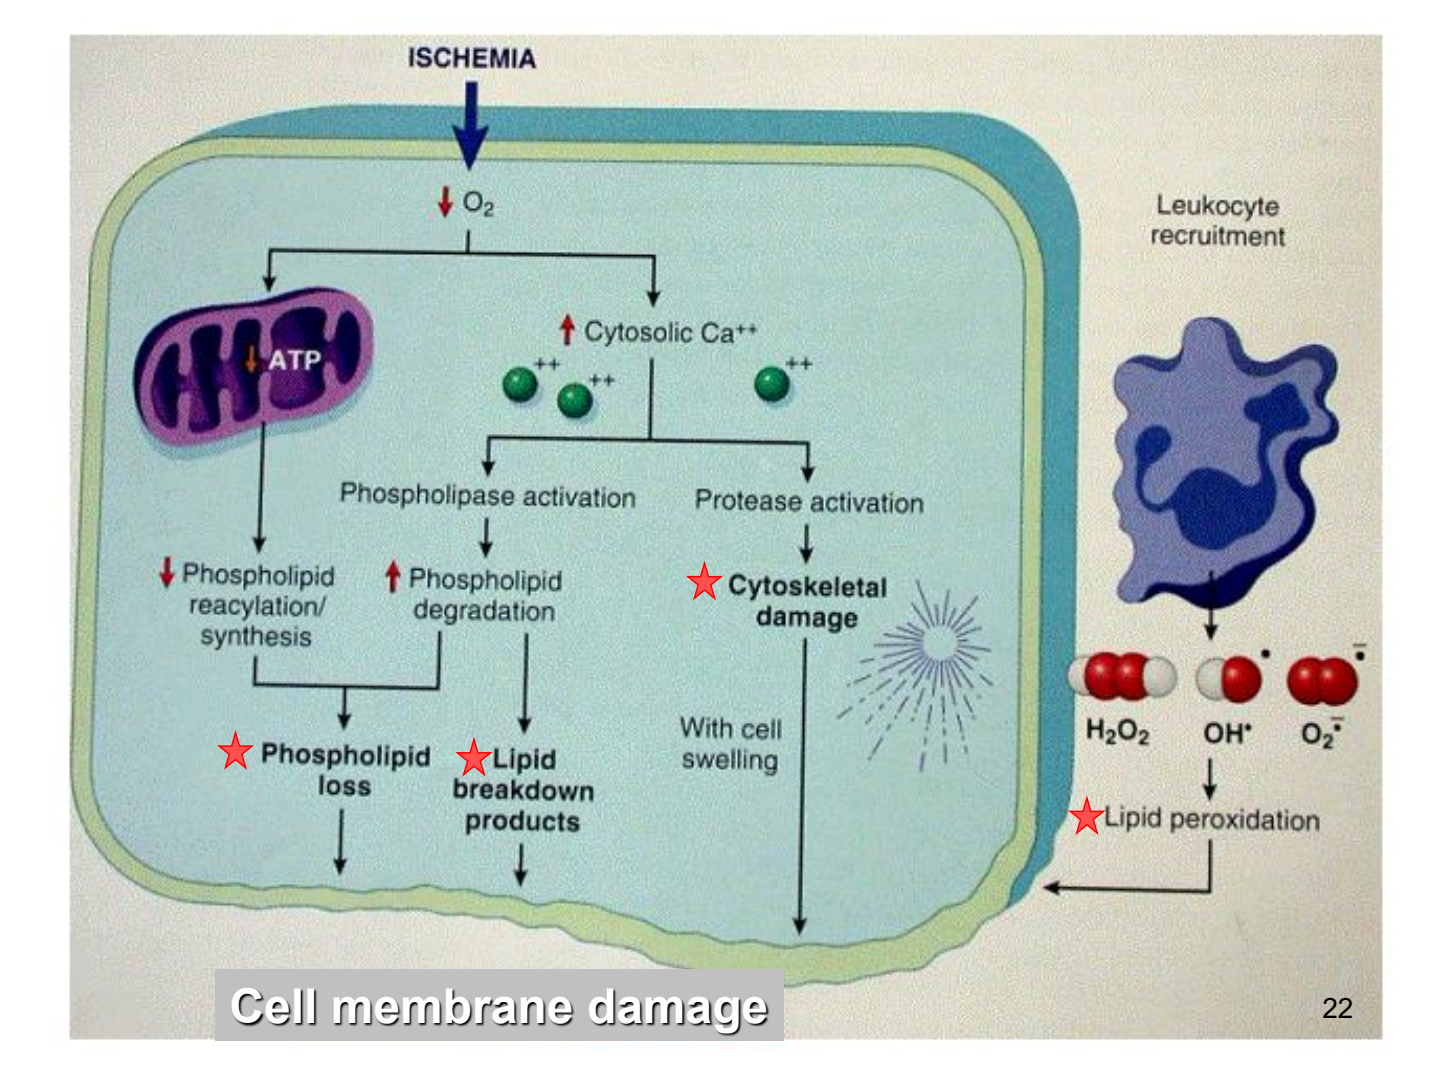 ISCHEMIA
↓ O₂
Leukocyte
recruitment
↑ Cytosolic Ca⁺⁺
↓ ATP
++
++
++
Phospholipase activation
Protease activation
↓ Phospholipid
reacylation/
synthesis
↑ Phospholipid
degradation
Cytoskeletal
damage
H₂O₂
OH•
O₂•̄
With cell
swelling
Phospholipid
loss
Lipid
breakdown
products
Lipid peroxidation
Cell membrane damage
22